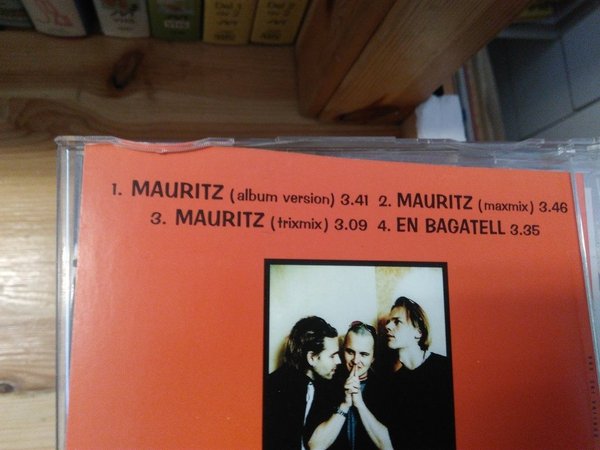 1. MAURITZ (album version) 3.41 2. MAURITZ (maxmix) 3.46
3. MAURITZ (trixmix) 3.09 4. EN BAGATELL 3.35